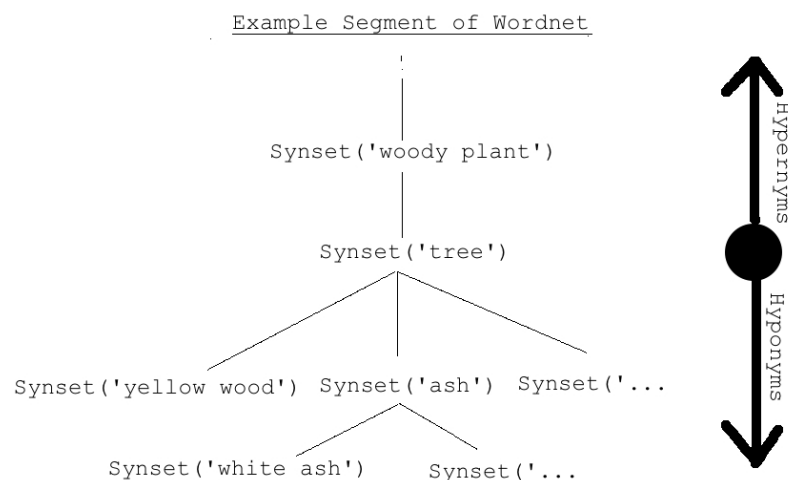 Example Segment of Wordnet
Synset('woody plant')
Synset('tree')
Synset('yellow wood') Synset('ash') Synset('...
Synset('white ash') Synset('...
Hypernyms
Hyponyms